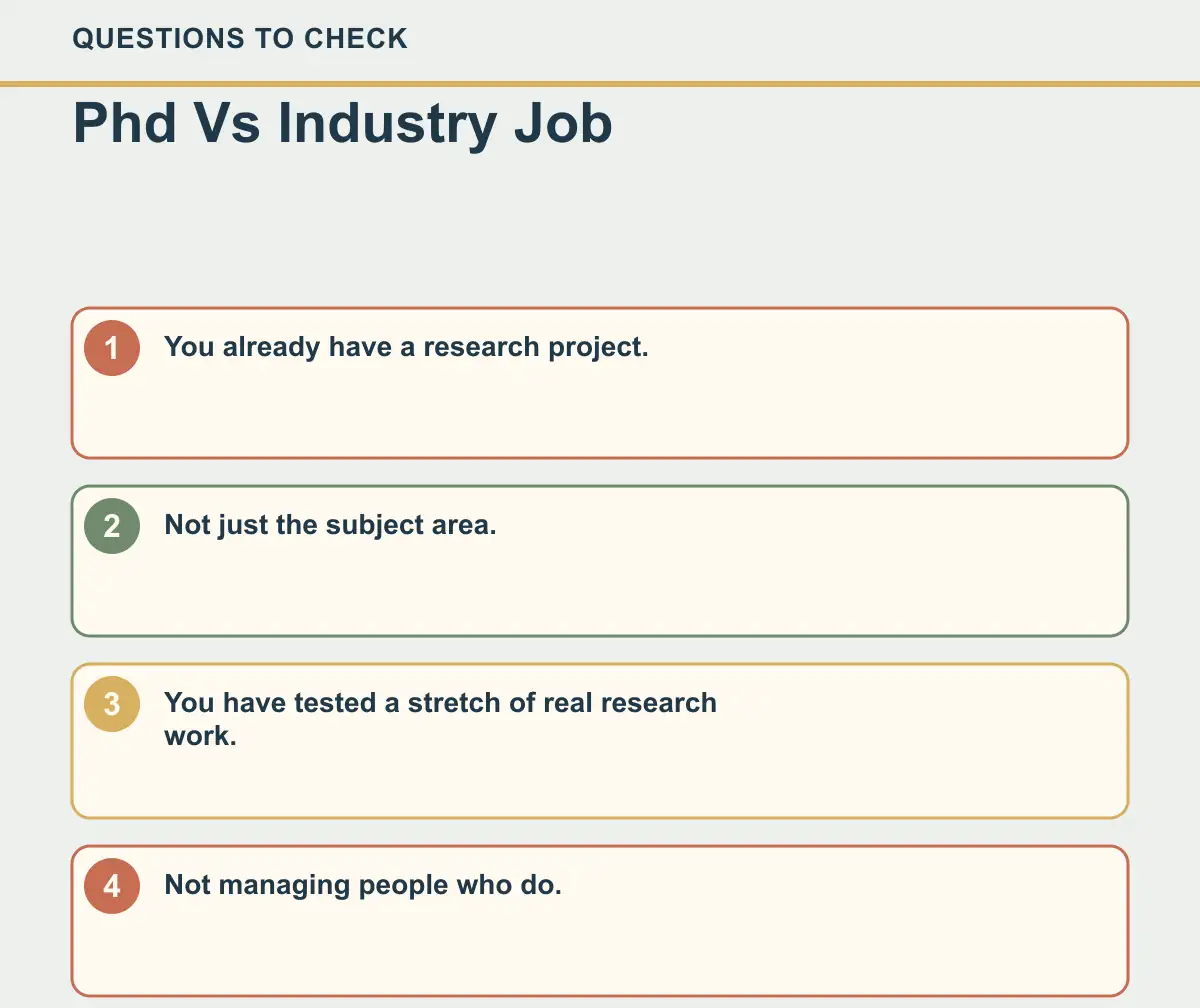 QUESTIONS TO CHECK
Phd Vs Industry Job
1
You already have a research project.
2
Not just the subject area.
3
You have tested a stretch of real research
work.
4
Not managing people who do.